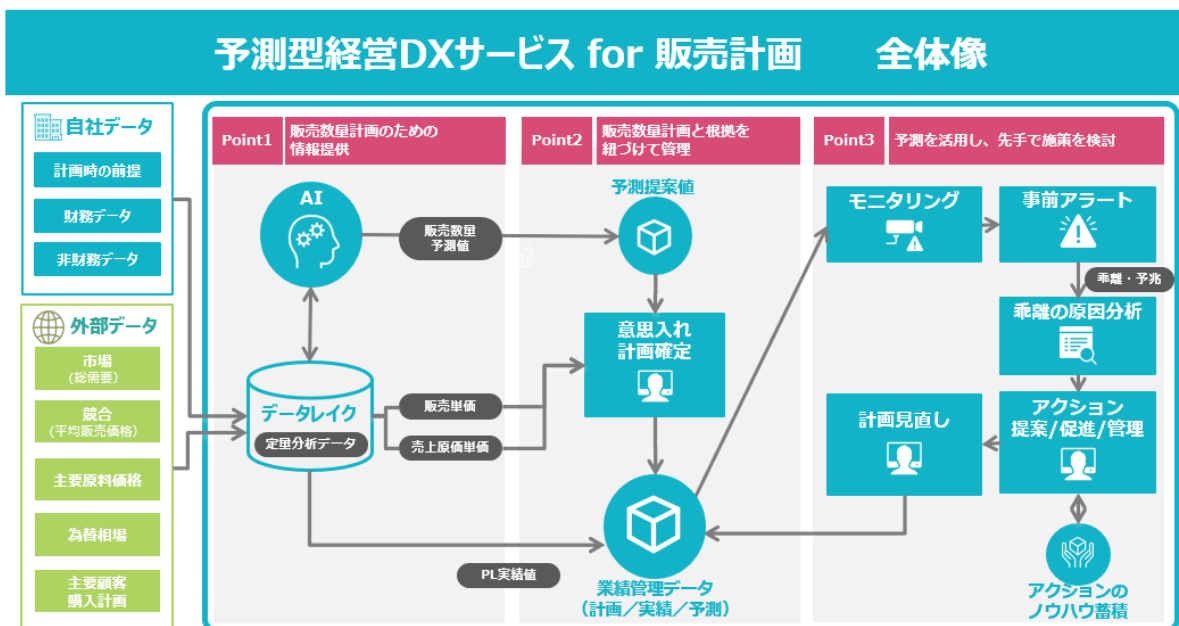 予測型経営DXサービス for 販売計画 全体像
自社データ
計画時の前提
財務データ
非財務データ
外部データ
市場
(総需要)
競合
(平均販売価格)
主要原料価格
為替相場
主要顧客
購入計画
Point1
販売数量計画のための
情報提供
AI
販売数量
予測値
データレイク
定量分析データ
販売単価
売上原価単価
PL実績値
Point2
販売数量計画と根拠を
紐づけて管理
予測提案値
意思入れ
計画確定
業績管理データ
(計画／実績／予測)
Point3
予測を活用し、先手で施策を検討
モニタリング
事前アラート
乖離・予兆
乖離の原因分析
アクション
提案/促進/管理
計画見直し
アクションの
ノウハウ蓄積